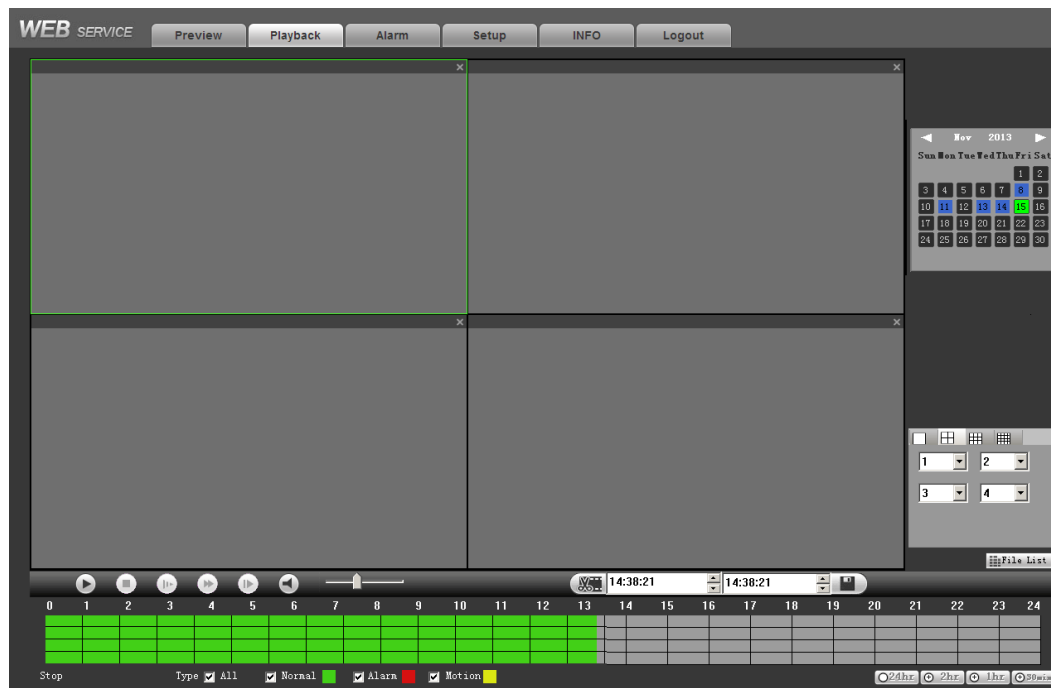 WEB SERVICE Preview Playback Alarm Setup INFO Logout
Nov 2013
Sun Mon Tue Wed Thu Fri Sat
1 2
3 4 5 6 7 8 9
10 11 12 13 14 15 16
17 18 19 20 21 22 23
24 25 26 27 28 29 30
1 2
3 4
File List
14:38:21 14:38:21
0 1 2 3 4 5 6 7 8 9 10 11 12 13 14 15 16 17 18 19 20 21 22 23 24
Stop Type All Normal Alarm Motion 24hr 2hr 1hr 30min